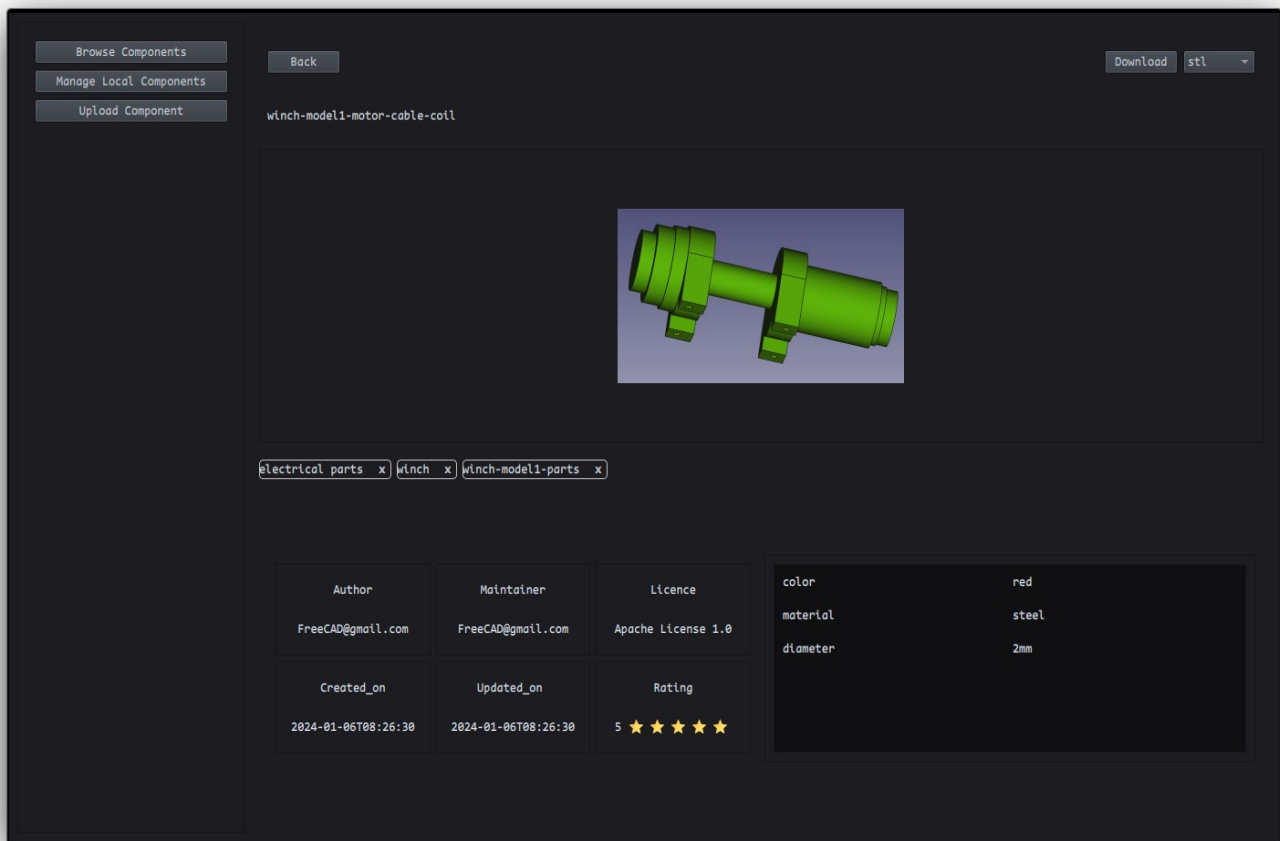 Browse Components
Manage Local Components
Upload Component
Back
Download
stl
winch-model1-motor-cable-coil
electrical parts x
winch x
winch-model1-parts x
Author
FreeCAD@gmail.com
Maintainer
FreeCAD@gmail.com
Licence
Apache License 1.0
Created_on
2024-01-06T08:26:30
Updated_on
2024-01-06T08:26:30
Rating
5
color red
material steel
diameter 2mm